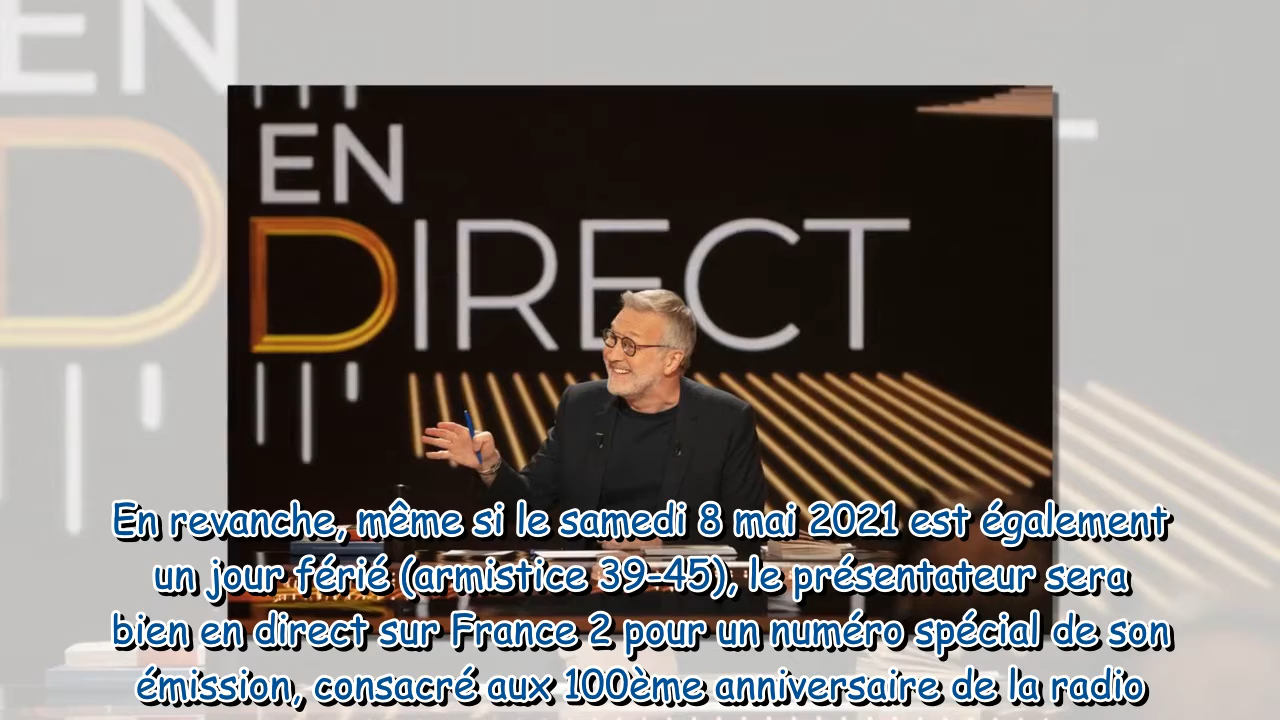 EN
EN
DIRECT
En revanche, même si le samedi 8 mai 2021 est également
un jour férié (armistice 39-45), le présentateur sera
bien en direct sur France 2 pour un numéro spécial de son
émission, consacré aux 100ème anniversaire de la radio